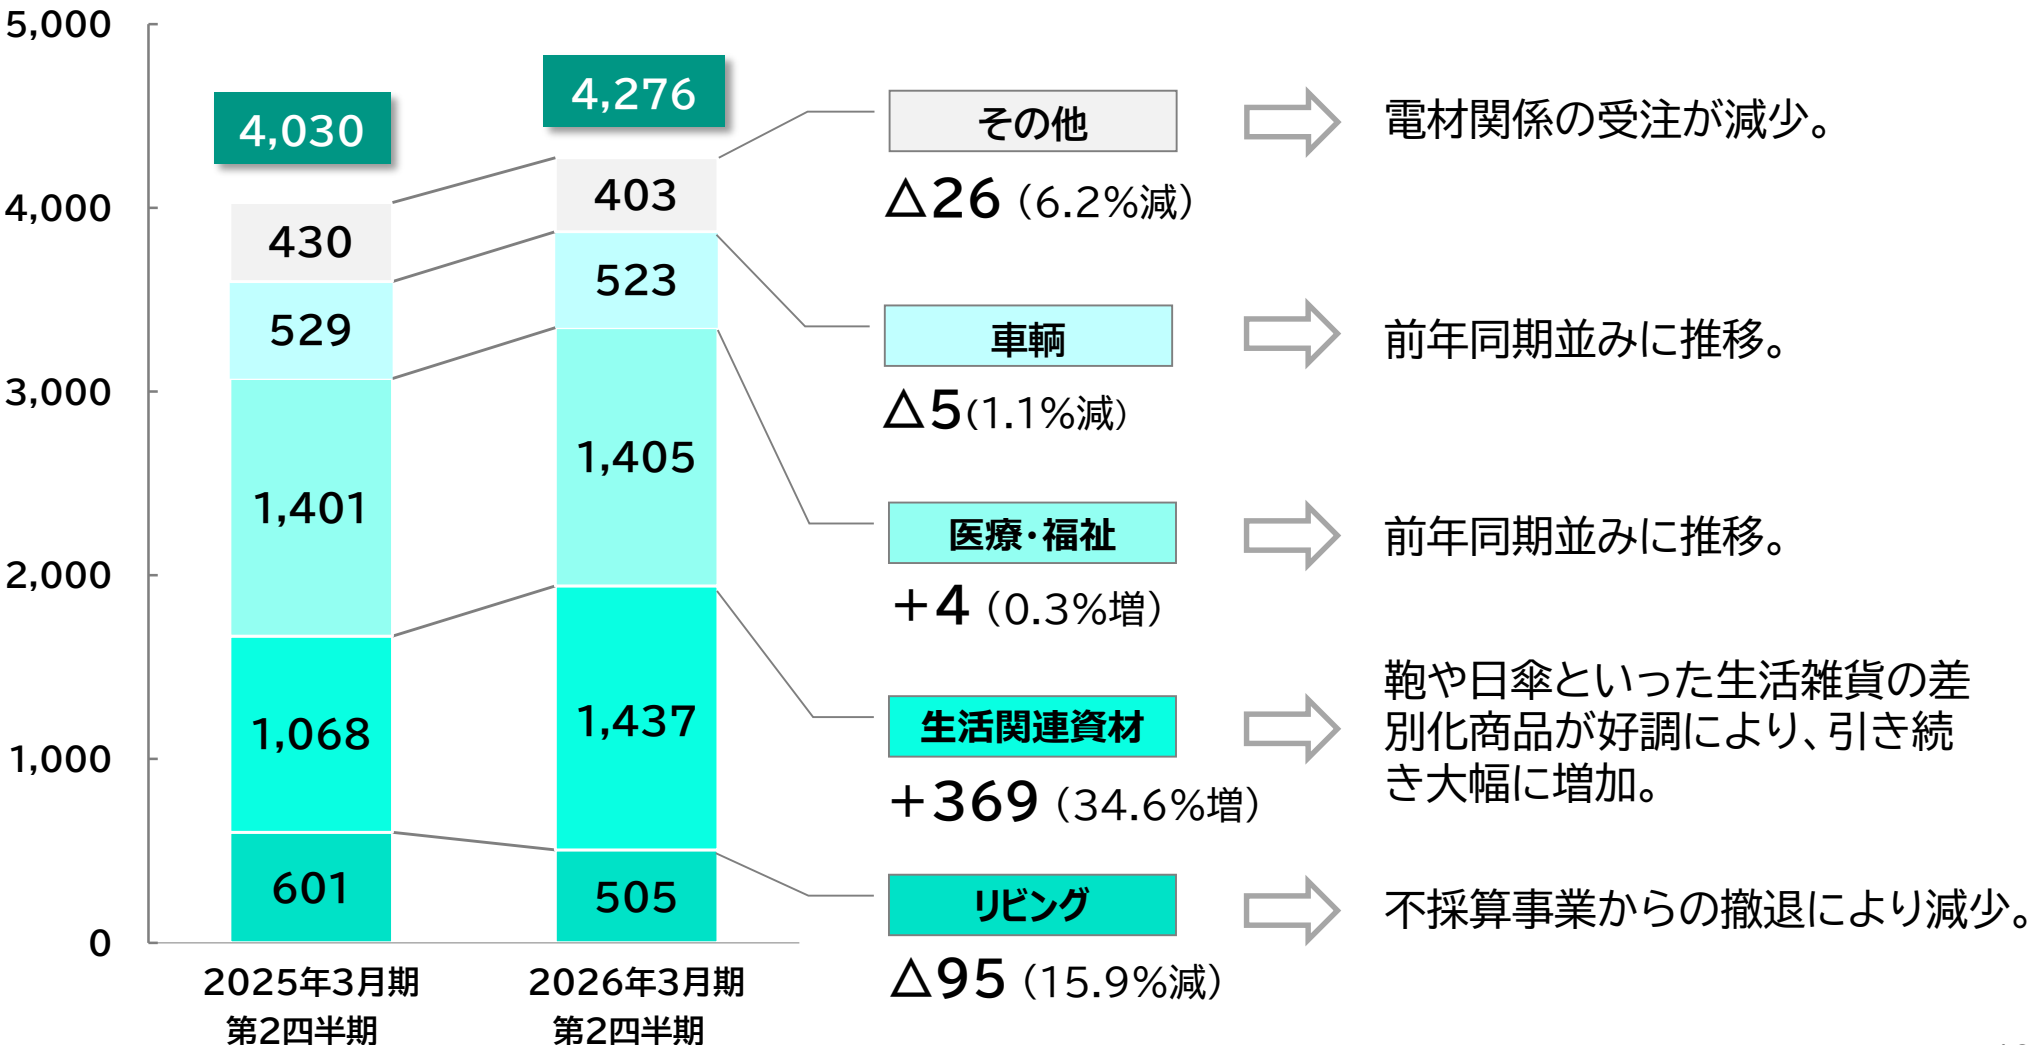 5,000
4,000
3,000
2,000
1,000
0
4,030
430
529
1,401
1,068
601
2025年3月期
第2四半期
4,276
403
523
1,405
1,437
505
2026年3月期
第2四半期
その他
△26（6.2%減）
電材関係の受注が減少。
車輌
△5(1.1%減)
前年同期並みに推移。
医療・福祉
＋4（0.3%増）
前年同期並みに推移。
生活関連資材
＋369（34.6%増）
鞄や日傘といった生活雑貨の差
別化商品が好調により、引き続
き大幅に増加。
リビング
△95（15.9%減）
不採算事業からの撤退により減少。